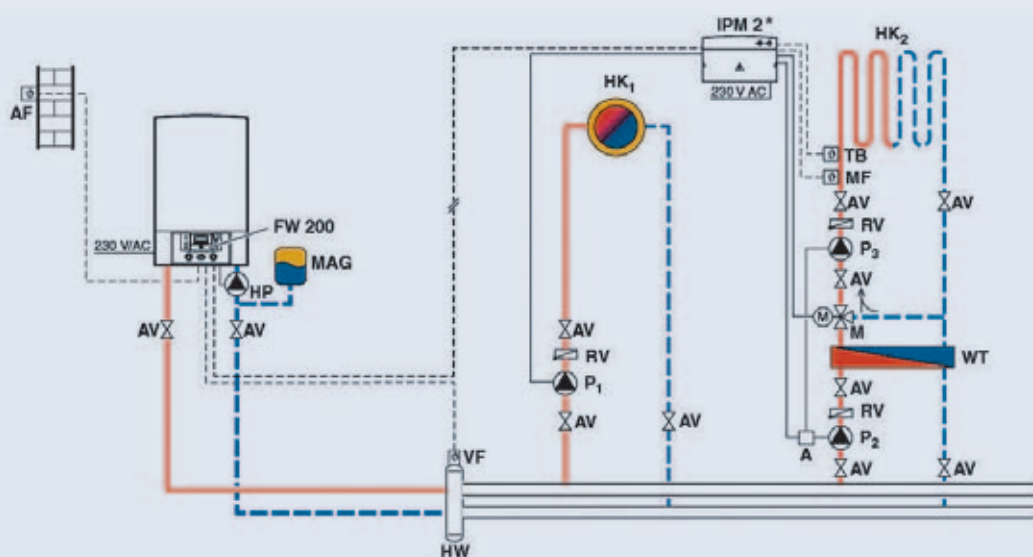 IPM 2*
HK2
230 V AC
HK1
AF
TB
MF
AV
AV
RV
P3
FW 200
230 V/AC
MAG
HP
AV
AV
AV
AV
M
M
RV
WT
P1
AV
RV
AV
AV
A
P2
VF
AV
AV
HW